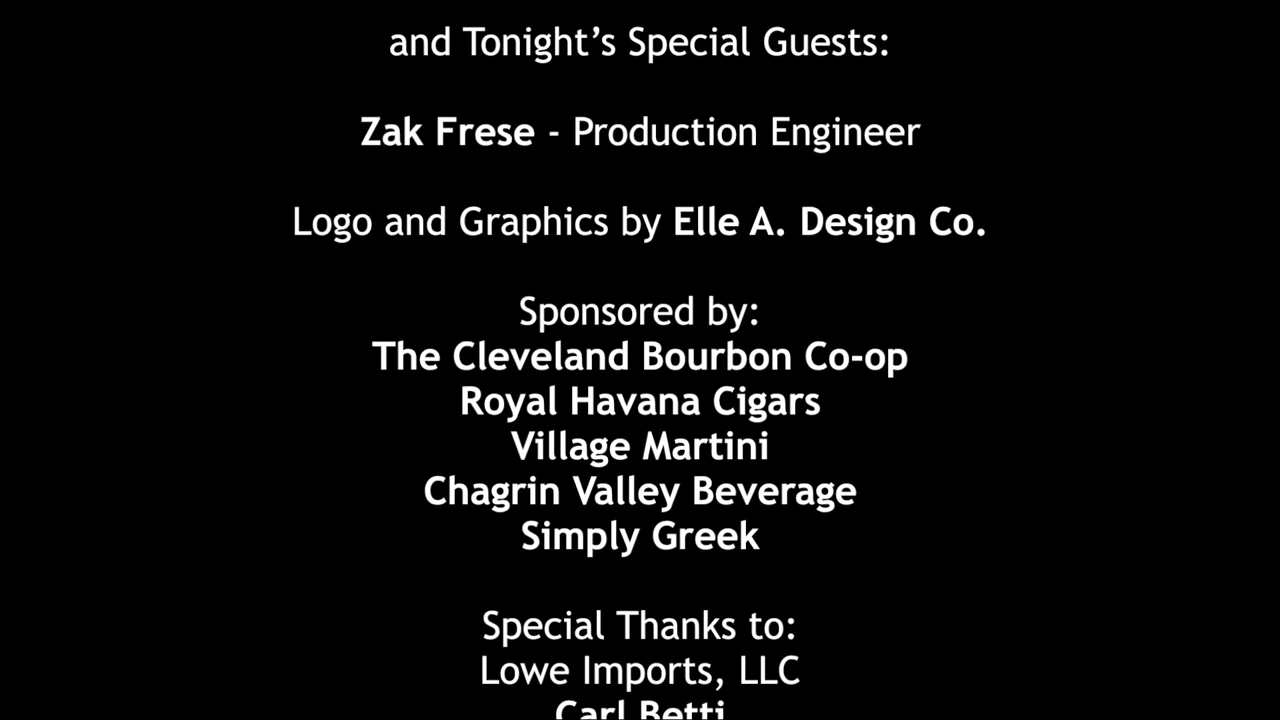 and Tonight’s Special Guests:
Zak Frese - Production Engineer
Logo and Graphics by Elle A. Design Co.
Sponsored by:
The Cleveland Bourbon Co-op
Royal Havana Cigars
Village Martini
Chagrin Valley Beverage
Simply Greek
Special Thanks to:
Lowe Imports, LLC
Carl Betti